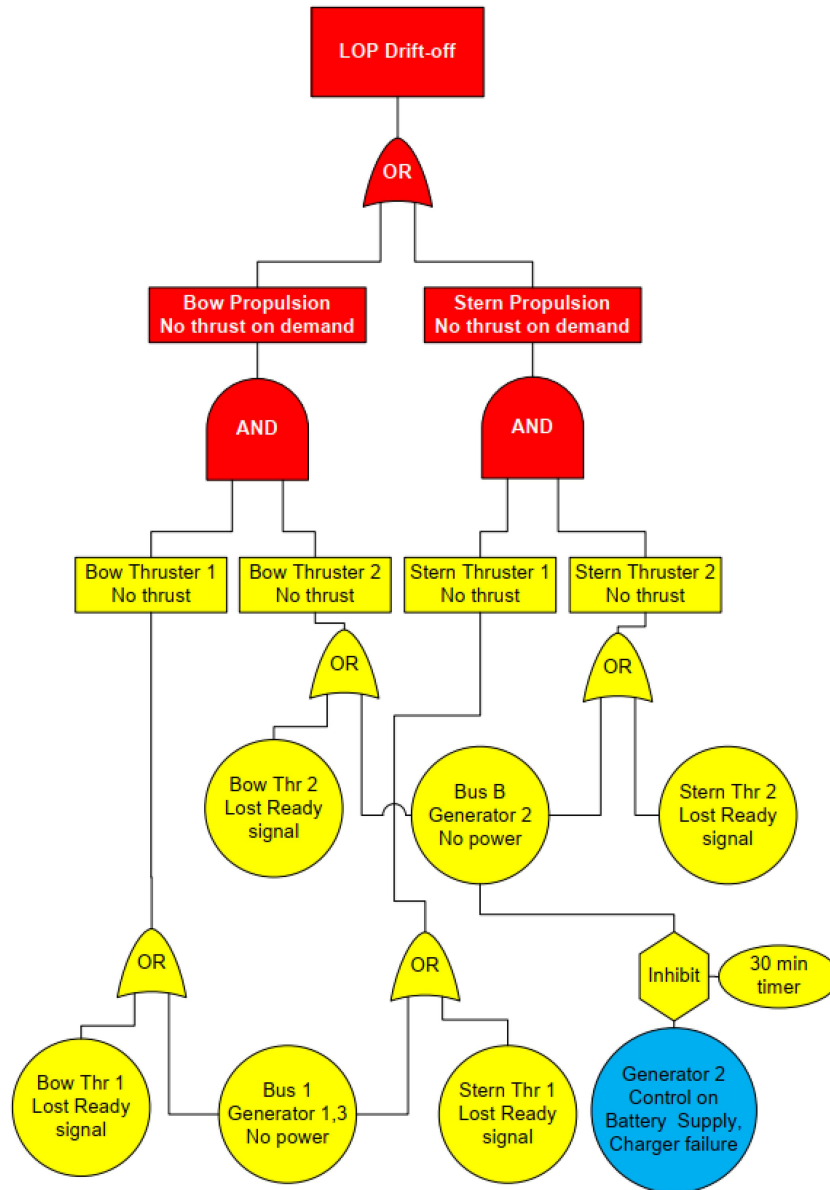 LOP Drift-off
OR
Bow Propulsion
No thrust on demand
Stern Propulsion
No thrust on demand
AND
AND
Bow Thruster 1
No thrust
Bow Thruster 2
No thrust
Stern Thruster 1
No thrust
Stern Thruster 2
No thrust
OR
OR
Bow Thr 2
Lost Ready
signal
Bus B
Generator 2
No power
Stern Thr 2
Lost Ready
signal
OR
OR
Inhibit
30 min
timer
Bow Thr 1
Lost Ready
signal
Bus 1
Generator 1,3
No power
Stern Thr 1
Lost Ready
signal
Generator 2
Control on
Battery Supply,
Charger failure